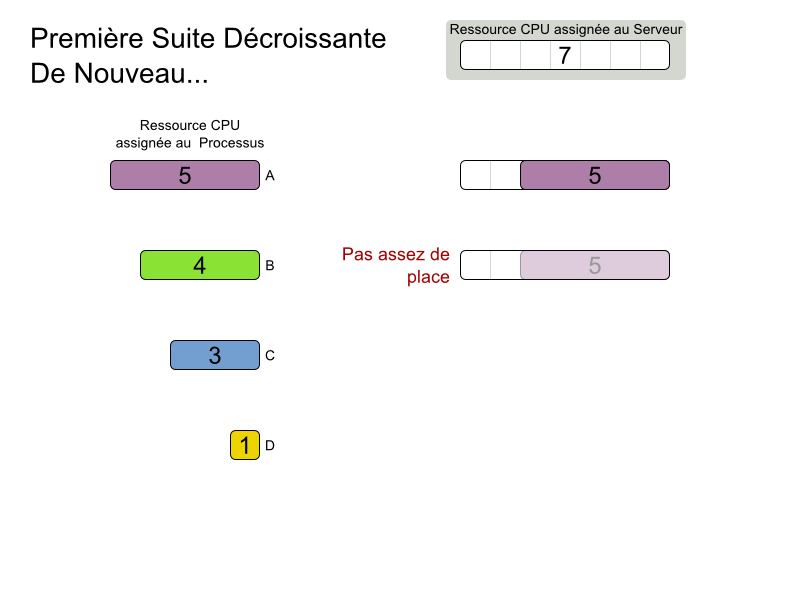 Première Suite Décroissante
De Nouveau...
Ressource CPU assignée au Serveur
7
Ressource CPU
assignée au Processus
5 A
5
4 B
Pas assez de
place
5
3 C
1 D